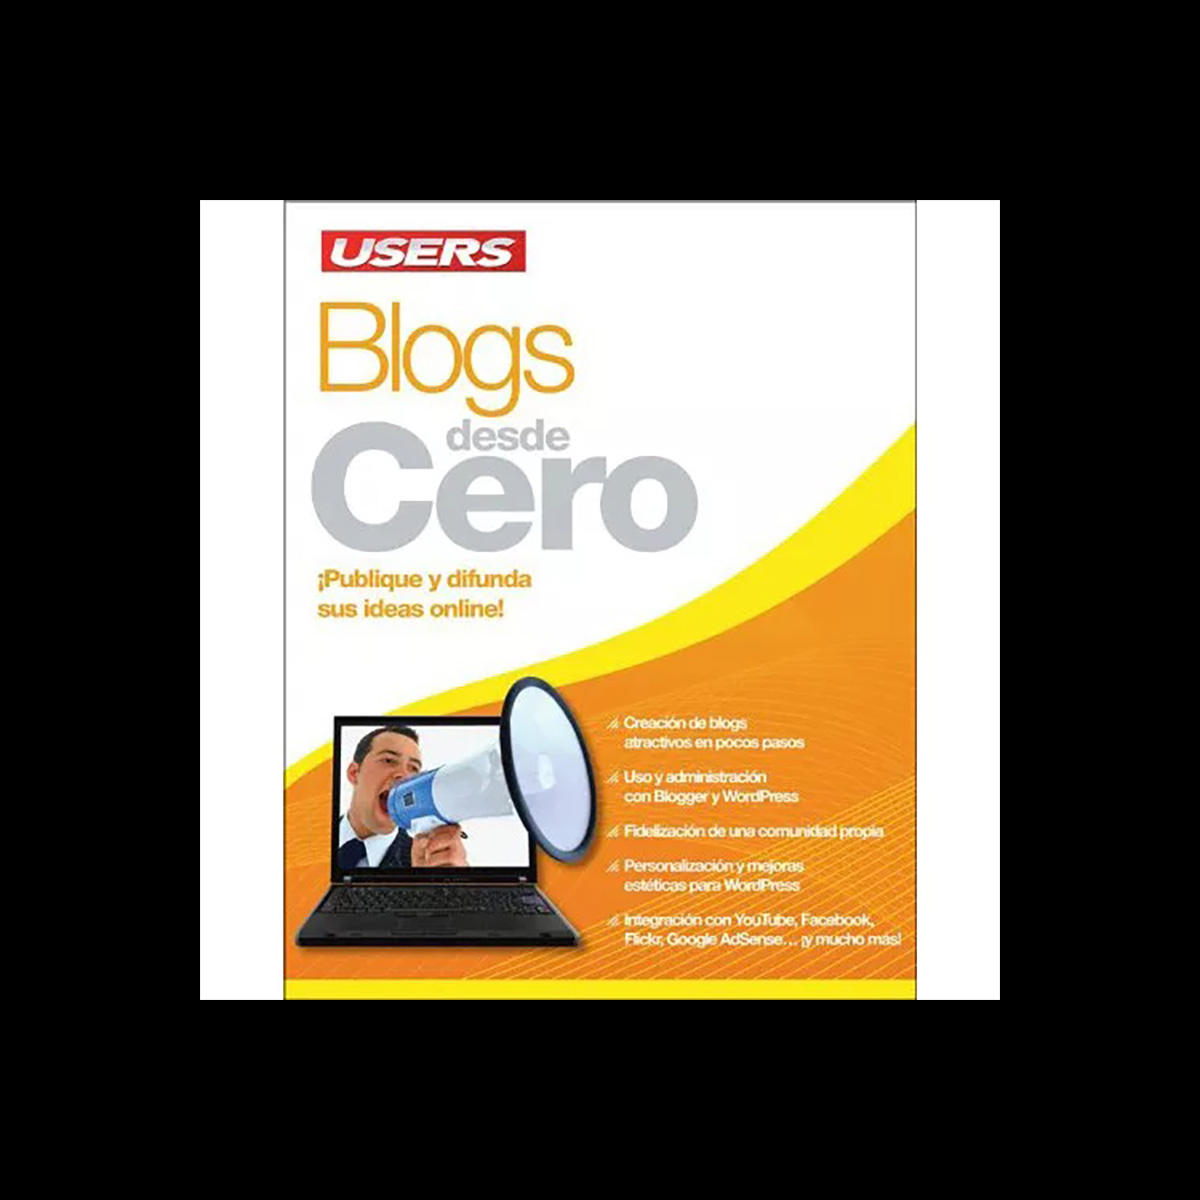 USERS
Blogs
desde
Cero
¡Publique y difunda
sus ideas online!
Creación de blogs
atractivos en pocos pasos
Uso y administración
con Blogger y WordPress
Fidelización de una comunidad propia
Personalización y mejoras
estéticas para WordPress
Integración con YouTube, Facebook,
Flickr, Google AdSense... ¡y mucho más!